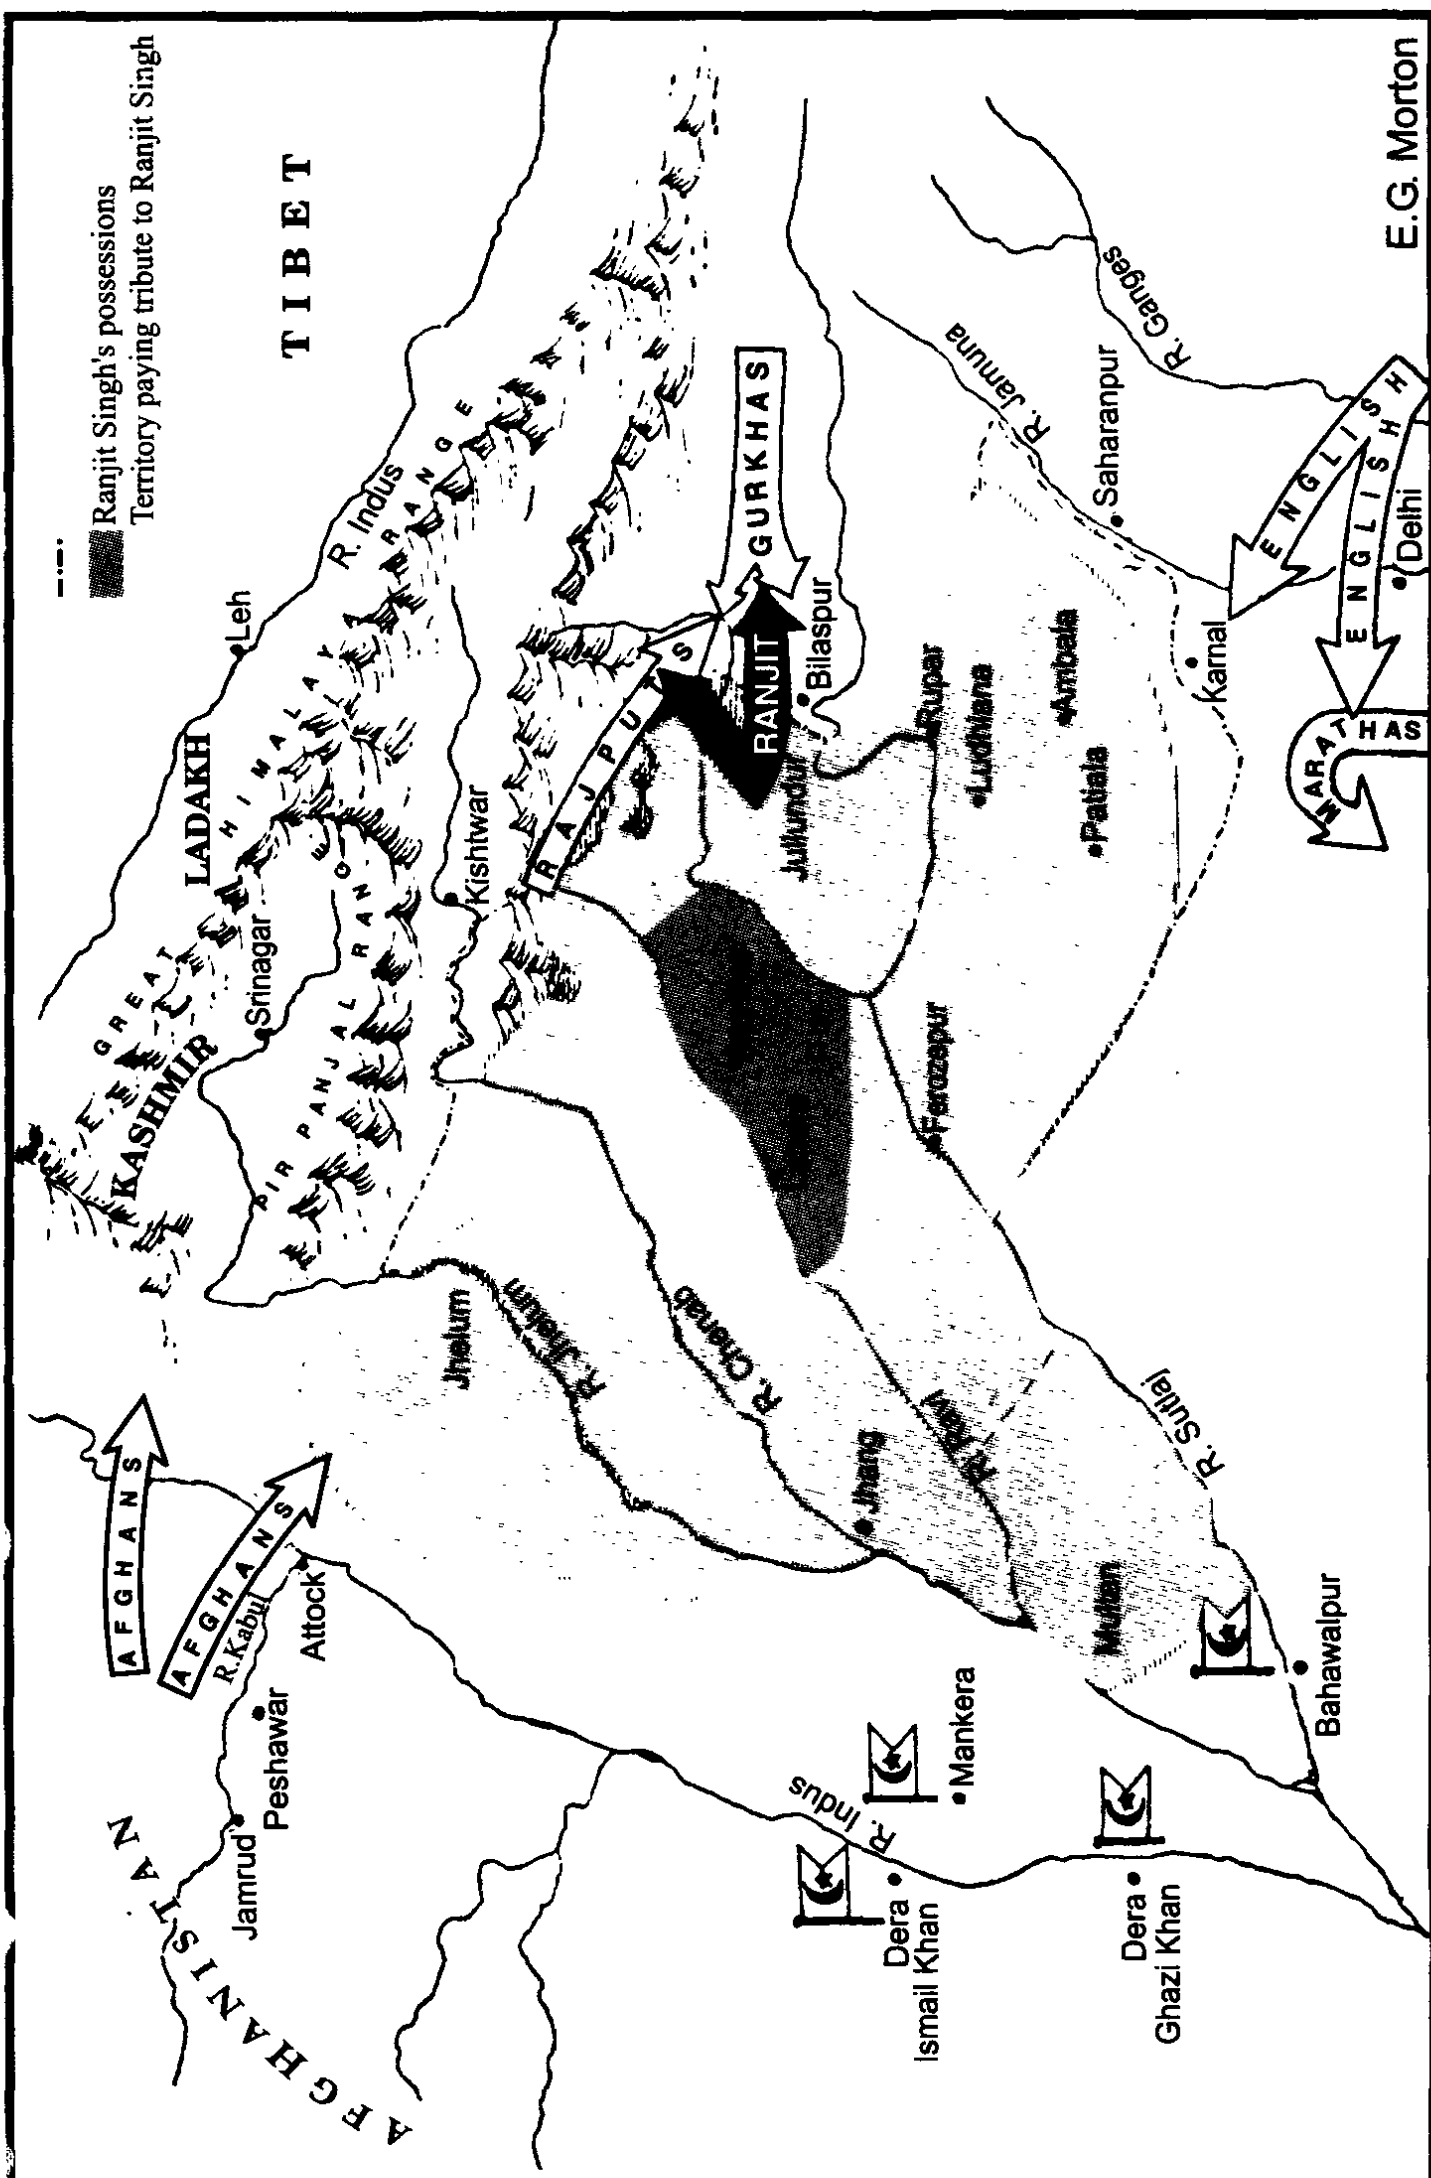 Ranjit Singh's possessions
Territory paying tribute to Ranjit Singh
TIBET
AFGHANISTAN
AFGHANS
AFGHANS
R.Kabul
Jamrud
Peshawar
Attock
KASHMIR
GREAT HIMALAYA RANGE
LADAKH
Leh
R. Indus
Srinagar
PIR PANJAL RANGE
Kishtwar
Jhelum
R. Jhelum
R. Chenab
RAJPUTS
GURKHAS
RANJIT
Bilaspur
Jullundur
Rupar
Ludhiana
Ambala
Patiala
Ferozepur
Jhang
R. Ravi
R. Sutlaj
Multan
Bahawalpur
Mankera
R. Indus
Dera
Ismail Khan
Dera
Ghazi Khan
R. Jamuna
R. Ganges
Saharanpur
Karnal
ENGLISH
ENGLISH
Delhi
MARATHAS
E.G. Morton